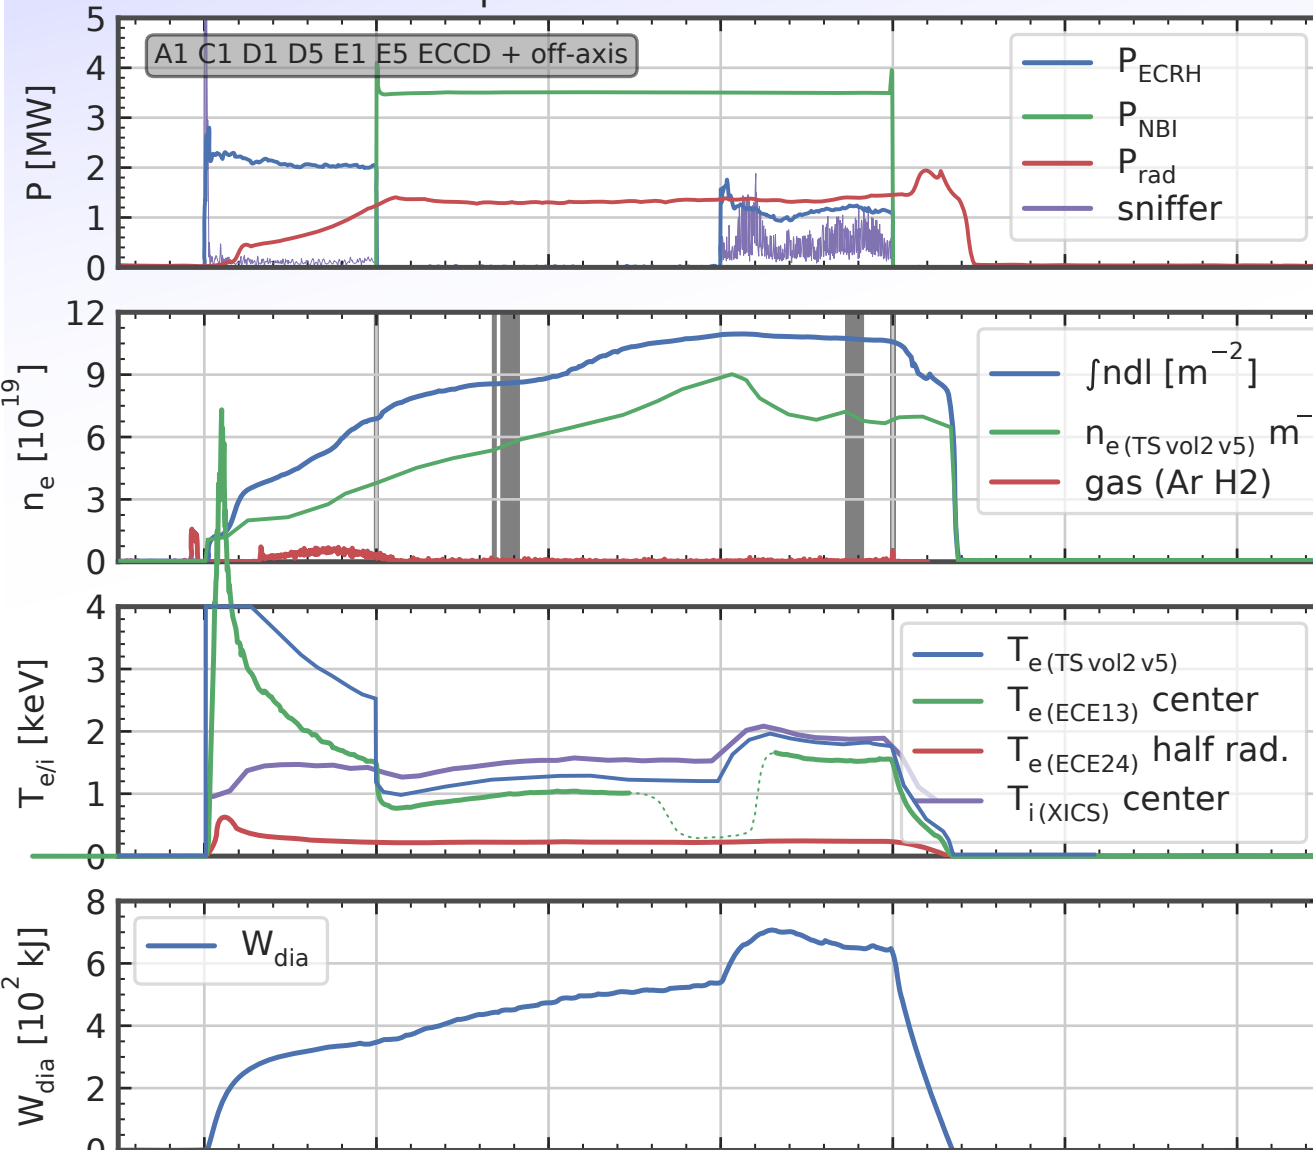 A1 C1 D1 D5 E1 E5 ECCD + off-axis
P [MW]
5
4
3
2
1
0
P_ECRH
P_NBI
P_rad
sniffer
n_e [10^19]
12
9
6
3
0
∫ndl [m^−2]
n_e (TS vol2 v5) m^−
gas (Ar H2)
T_e/i [keV]
4
3
2
1
0
T_e (TS vol2 v5)
T_e (ECE13) center
T_e (ECE24) half rad.
T_i (XICS) center
W_dia [10^2 kJ]
8
6
4
2
0
W_dia